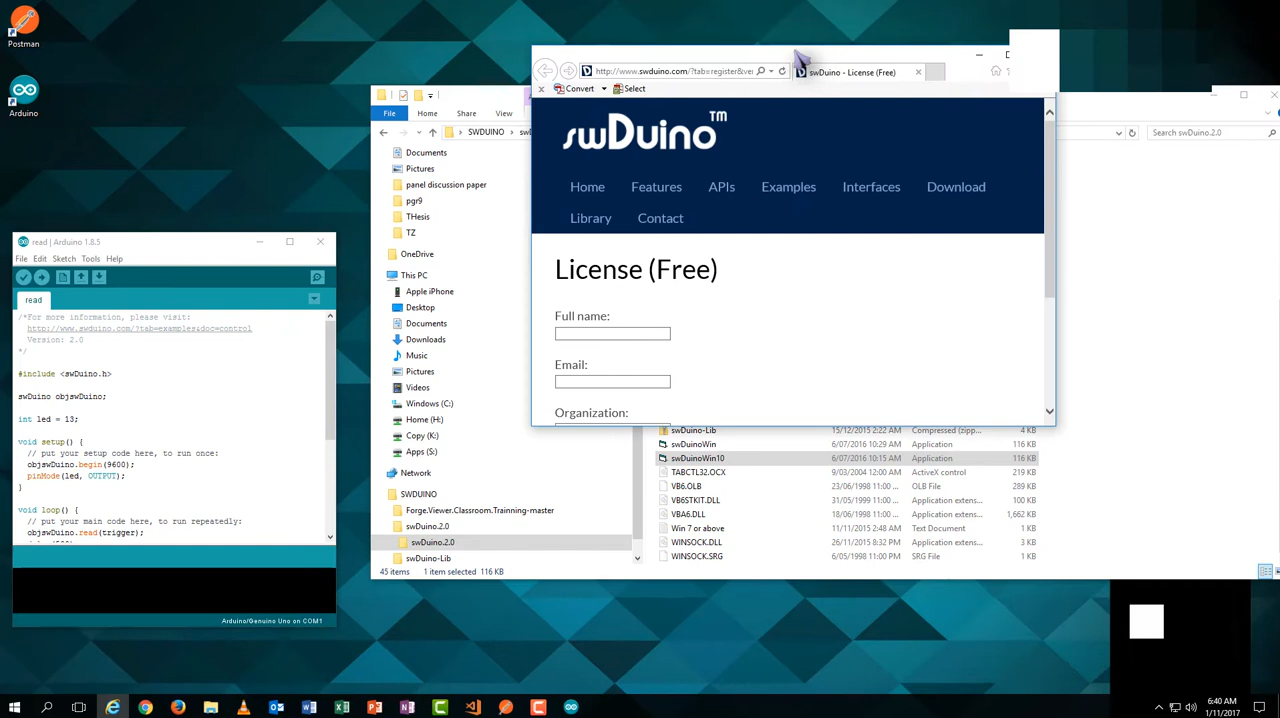 Postman
Arduino
http://www.swduino.com/?tab=register&ver
swDuino - License (Free)
x Convert Select
swDuino™
Home Features APIs Examples Interfaces Download
Library Contact
License (Free)
Full name:
Email:
Organization:
File Home Share View
SWDUINO
Search swDuino.2.0
Documents
Pictures
panel discussion paper
pgr9
THesis
TZ
OneDrive
This PC
Apple iPhone
Desktop
Documents
Downloads
Music
Pictures
Videos
Windows (C:)
Home (H:)
Copy (K:)
Apps (S:)
Network
SWDUINO
Forge.Viewer.Classroom.Trainning-master
swDuino.2.0
swDuino.2.0
swDuino-Lib
swDuino-Lib 15/12/2015 2:22 AM Compressed (zipp... 4 KB
swDuinoWin 6/07/2016 10:29 AM Application 116 KB
swDuinoWin10 6/07/2016 10:15 AM Application 116 KB
TABCTL32.OCX 9/03/2004 12:00 AM ActiveX control 219 KB
VB6.OLB 23/06/1998 11:00 ... OLB File 289 KB
VB6STKIT.DLL 31/05/1999 11:00 ... Application extens... 100 KB
VBA6.DLL 18/06/1998 11:00 ... Application extens... 1,662 KB
Win 7 or above 11/11/2015 2:48 AM Text Document 1 KB
WINSOCK.DLL 26/11/2015 8:32 PM Application extens... 3 KB
WINSOCK.SRG 6/05/1998 11:00 PM SRG File 1 KB
45 items 1 item selected 116 KB
read | Arduino 1.8.5
File Edit Sketch Tools Help
read
/*For more information, please visit:
http://www.swduino.com/?tab=examples&doc=control
Version: 2.0
*/
#include <swDuino.h>
swDuino objswDuino;
int led = 13;
void setup() {
// put your setup code here, to run once:
objswDuino.begin(9600);
pinMode(led, OUTPUT);
}
void loop() {
// put your main code here, to run repeatedly:
objswDuino.read(trigger);
Arduino/Genuino Uno on COM1
6:40 AM
1/11/2017